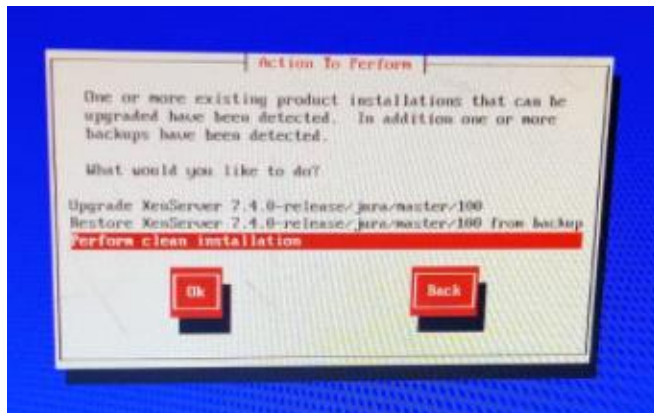 Action To Perform
One or more existing product installations that can be
upgraded have been detected. In addition one or more
backups have been detected.
What would you like to do?
Upgrade XenServer 7.4.0-release/jura/master/100
Restore XenServer 7.4.0-release/jura/master/100 from backup
Perform clean installation
Ok Back